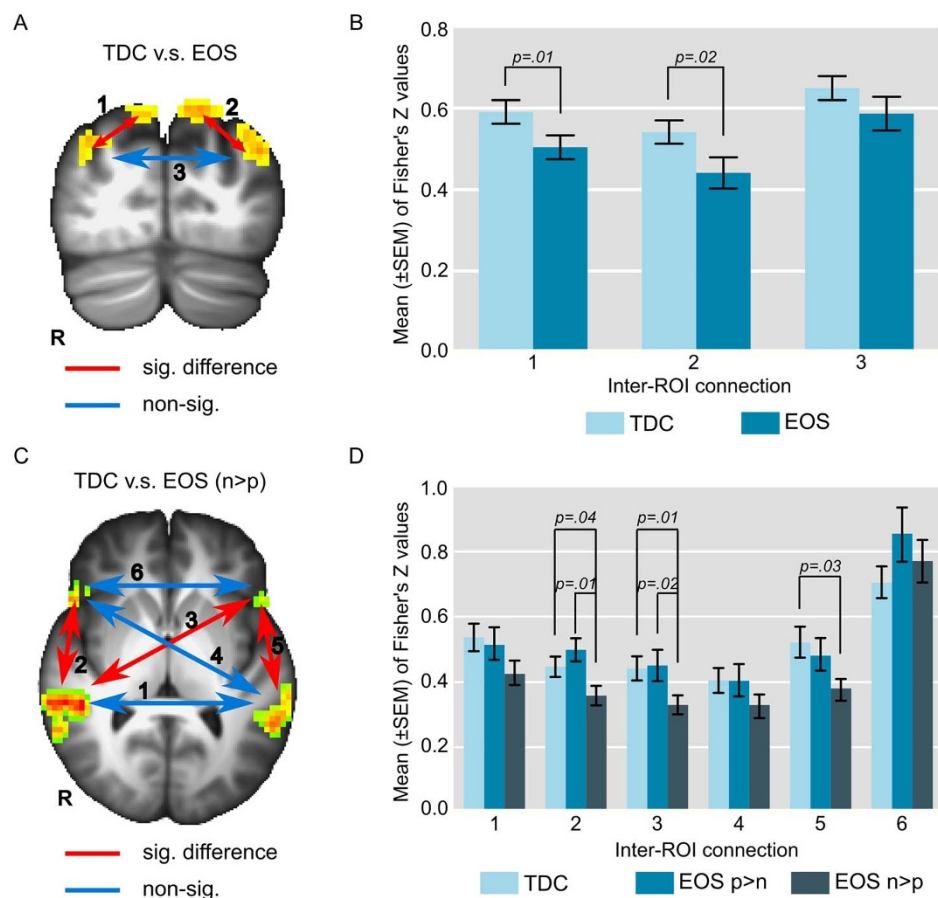 A
TDC v.s. EOS
1
2
3
R
sig. difference
non-sig.
B
Mean (±SEM) of Fisher's Z values
0.8
0.6
0.4
0.2
0.0
p=.01
p=.02
1 2 3
Inter-ROI connection
TDC EOS
C
TDC v.s. EOS (n>p)
6
3
2
4
5
1
R
sig. difference
non-sig.
D
Mean (±SEM) of Fisher's Z values
1.0
0.8
0.6
0.4
0.2
0.0
p=.04 p=.01
p=.01 p=.02
p=.03
1 2 3 4 5 6
Inter-ROI connection
TDC EOS p>n EOS n>p